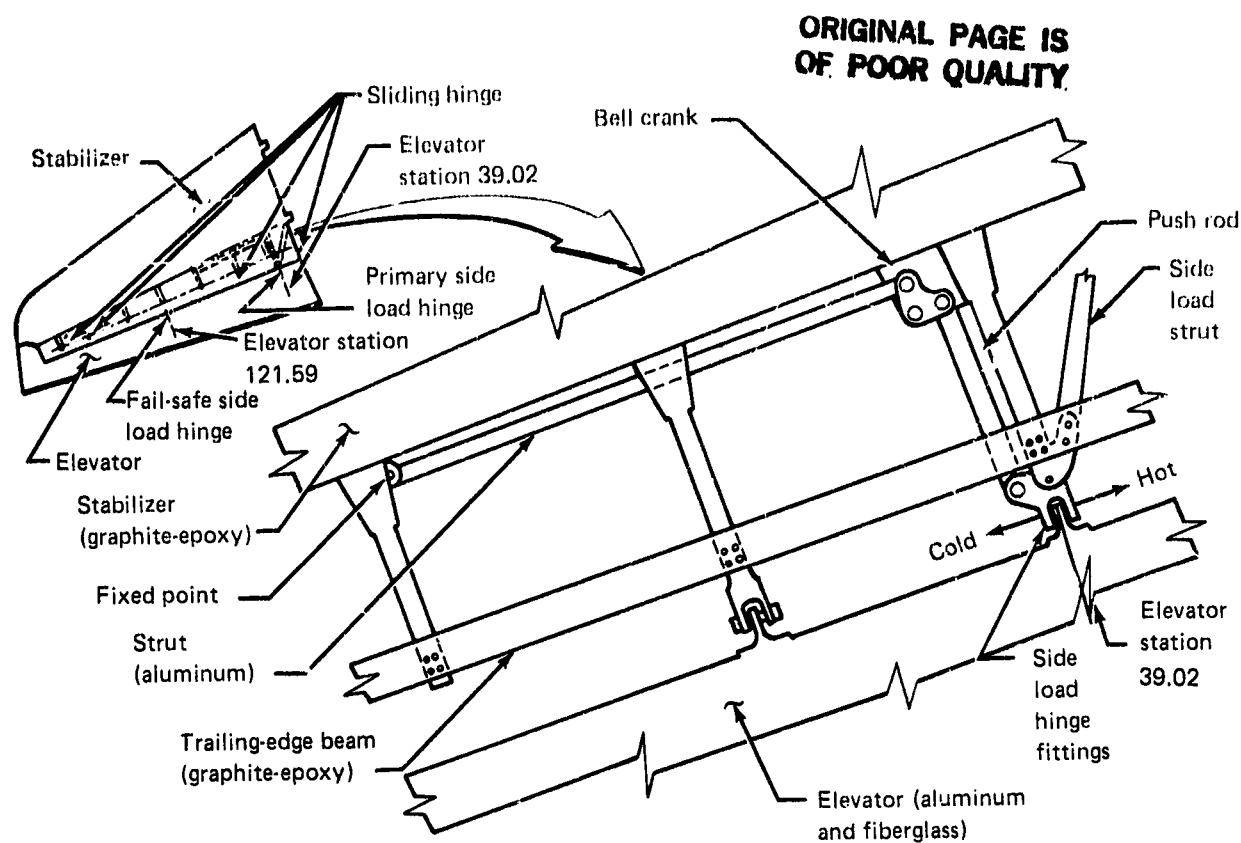 ORIGINAL PAGE IS
OF POOR QUALITY
Sliding hinge
Stabilizer
Elevator
station 39.02
Primary side
load hinge
Elevator station
121.59
Fail-safe side
load hinge
Elevator
Bell crank
Push rod
Side
load
strut
Hot
Cold
Stabilizer
(graphite-epoxy)
Fixed point
Strut
(aluminum)
Trailing-edge beam
(graphite-epoxy)
Elevator
station
39.02
Side
load
hinge
fittings
Elevator (aluminum
and fiberglass)